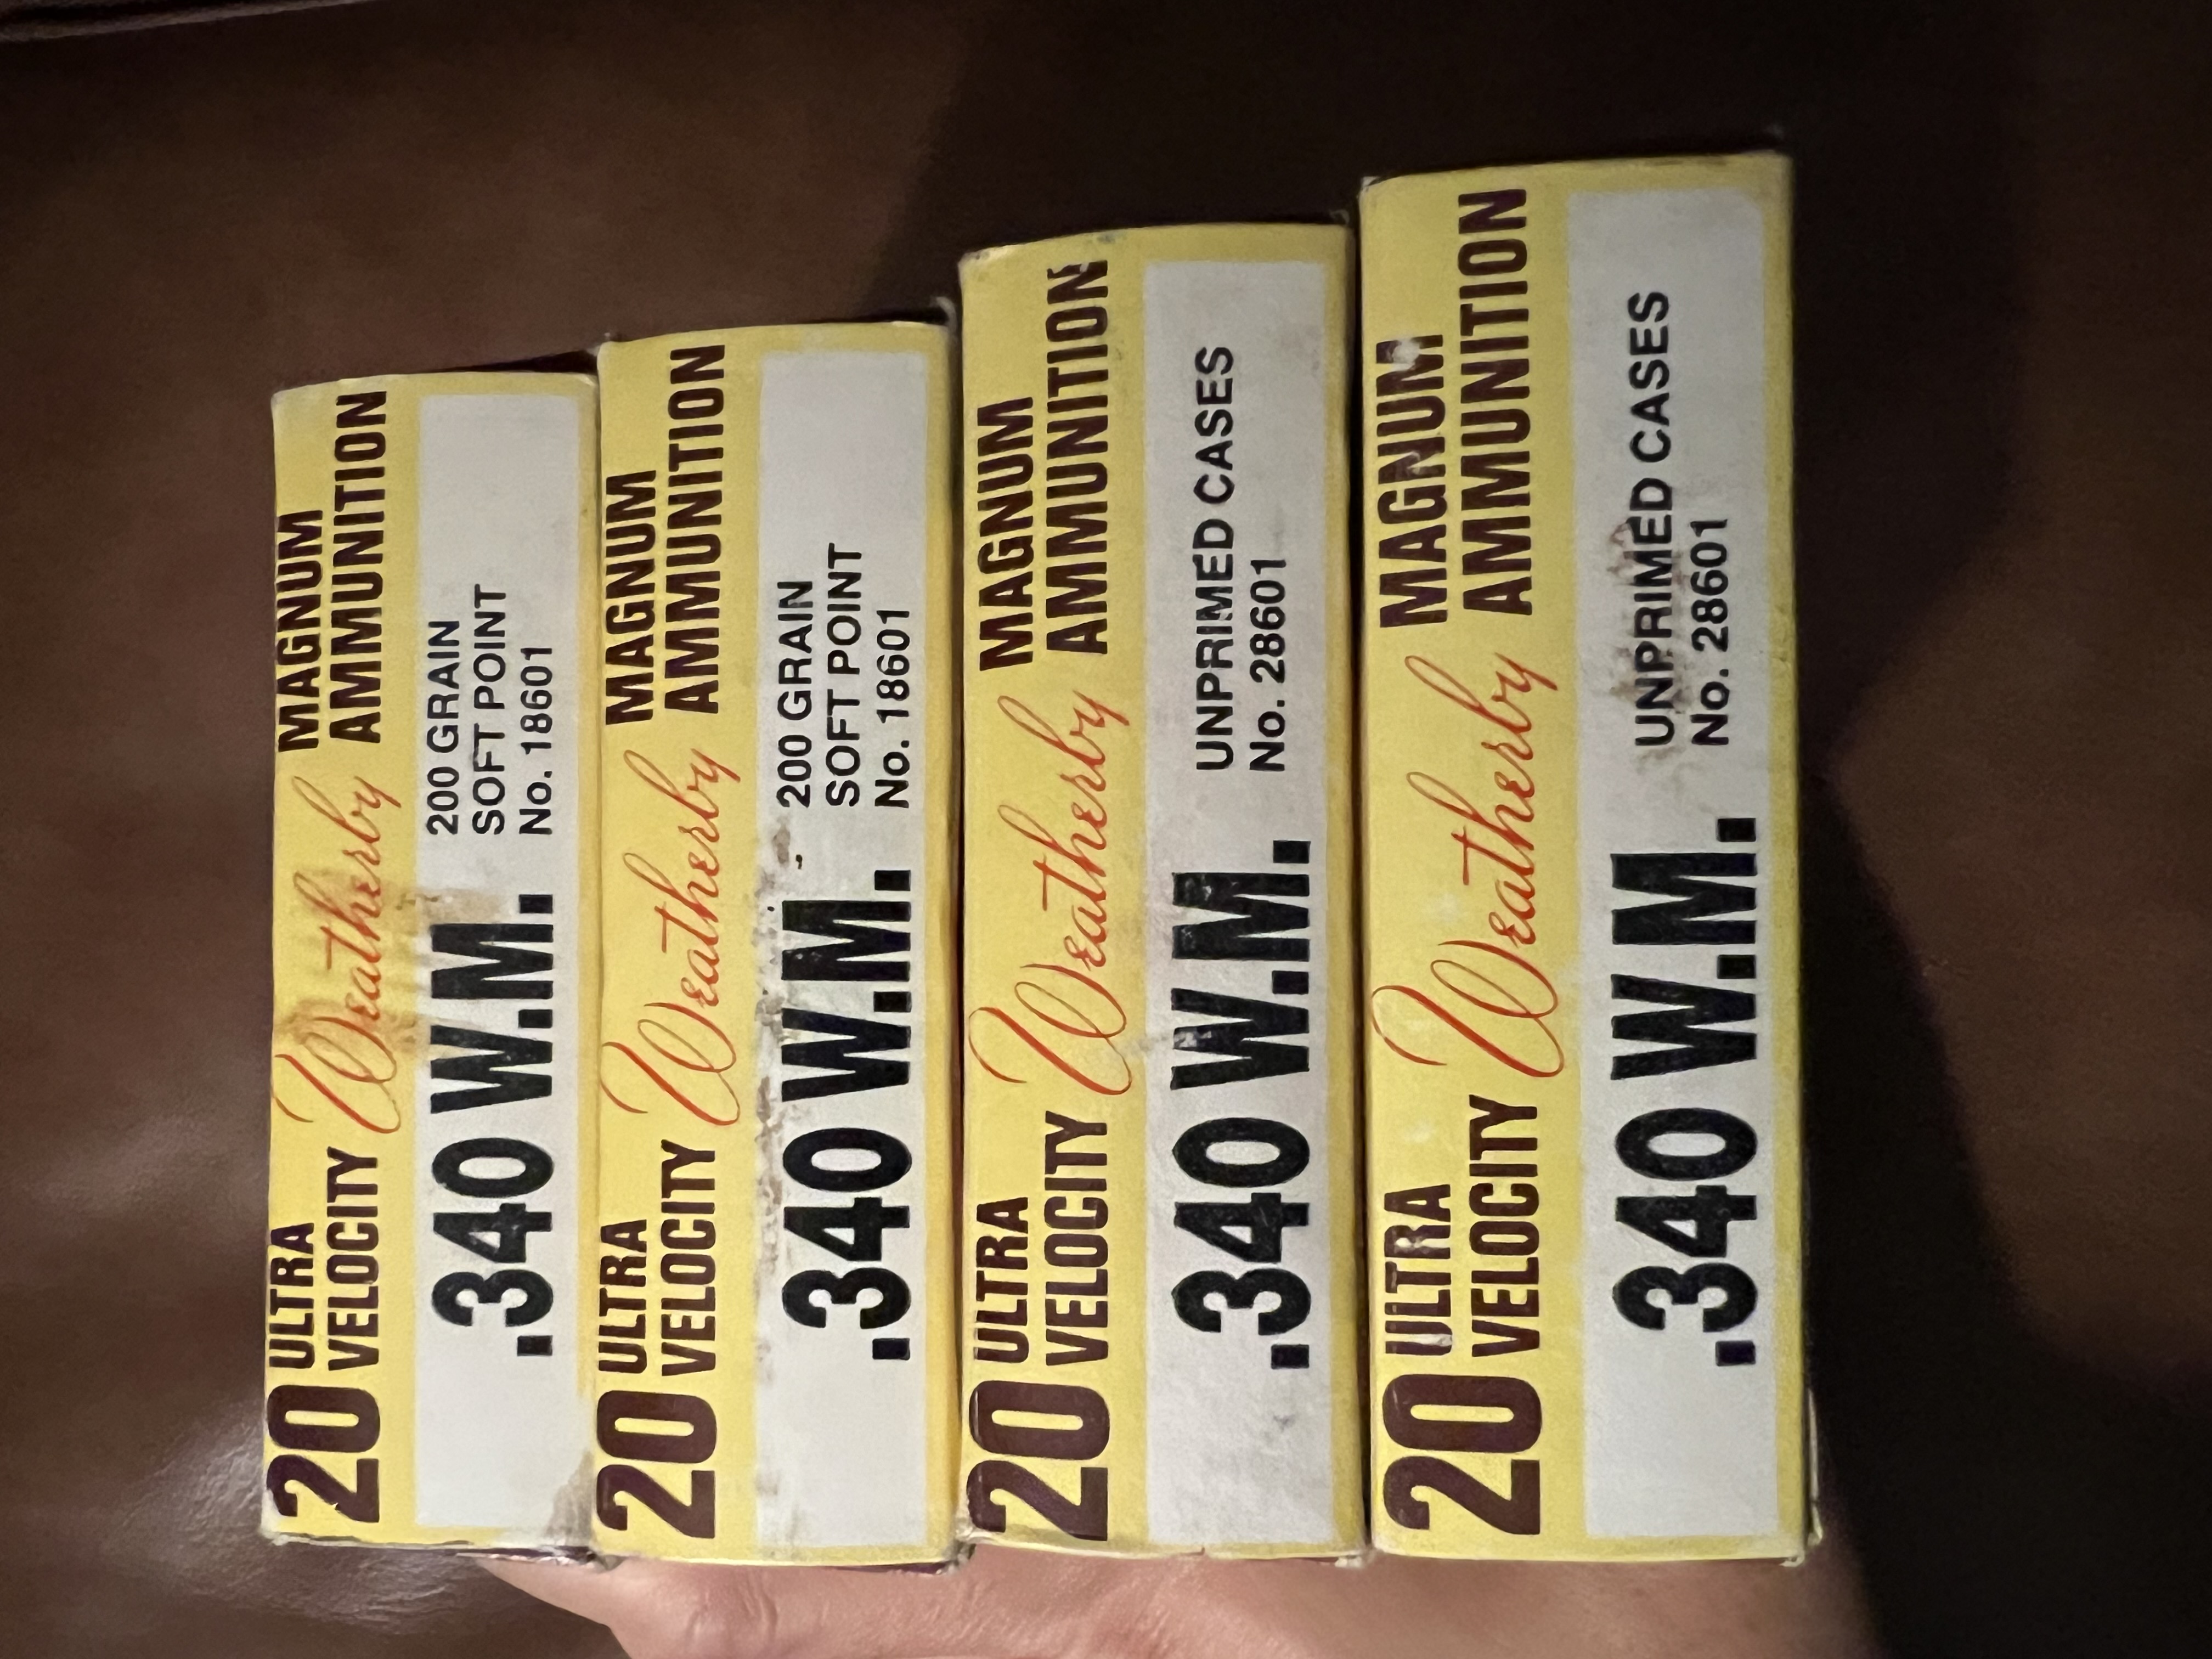 20 ULTRA VELOCITY Weatherby MAGNUM AMMUNITION
.340 W.M.
200 GRAIN
SOFT POINT
No. 18601
20 ULTRA VELOCITY Weatherby MAGNUM AMMUNITION
.340 W.M.
200 GRAIN
SOFT POINT
No. 18601
20 ULTRA VELOCITY Weatherby MAGNUM AMMUNITION
.340 W.M.
UNPRIMED CASES
No. 28601
20 ULTRA VELOCITY Weatherby MAGNUM AMMUNITION
.340 W.M.
UNPRIMED CASES
No. 28601